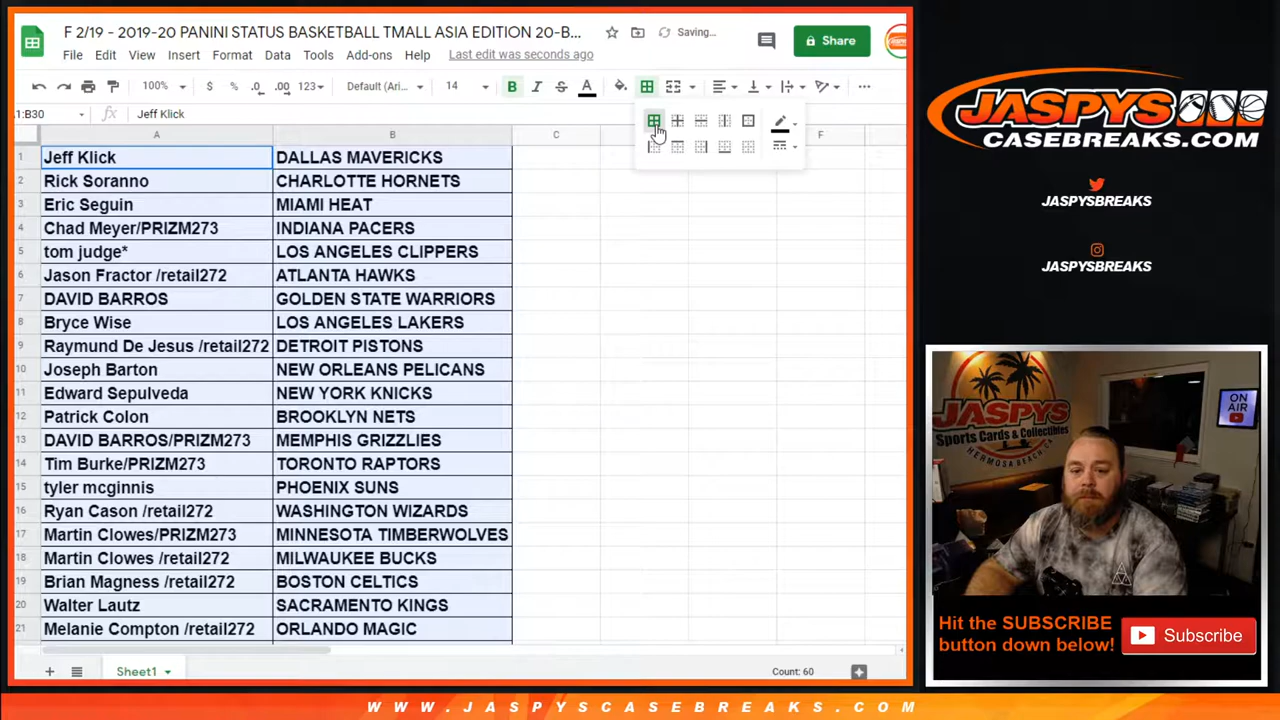 F 2/19 - 2019-20 PANINI STATUS BASKETBALL TMALL ASIA EDITION 20-B...
Saving...
Share
File Edit View Insert Format Data Tools Add-ons Help Last edit was seconds ago
100% $ % .0 .00 123 Default (Ari... 14 B I S A
1:B30 fx Jeff Klick
A B C F
1 Jeff Klick DALLAS MAVERICKS
2 Rick Soranno CHARLOTTE HORNETS
3 Eric Seguin MIAMI HEAT
4 Chad Meyer/PRIZM273 INDIANA PACERS
5 tom judge* LOS ANGELES CLIPPERS
6 Jason Fractor /retail272 ATLANTA HAWKS
7 DAVID BARROS GOLDEN STATE WARRIORS
8 Bryce Wise LOS ANGELES LAKERS
9 Raymund De Jesus /retail272 DETROIT PISTONS
10 Joseph Barton NEW ORLEANS PELICANS
11 Edward Sepulveda NEW YORK KNICKS
12 Patrick Colon BROOKLYN NETS
13 DAVID BARROS/PRIZM273 MEMPHIS GRIZZLIES
14 Tim Burke/PRIZM273 TORONTO RAPTORS
15 tyler mcginnis PHOENIX SUNS
16 Ryan Cason /retail272 WASHINGTON WIZARDS
17 Martin Clowes/PRIZM273 MINNESOTA TIMBERWOLVES
18 Martin Clowes /retail272 MILWAUKEE BUCKS
19 Brian Magness /retail272 BOSTON CELTICS
20 Walter Lautz SACRAMENTO KINGS
21 Melanie Compton /retail272 ORLANDO MAGIC
Sheet1
Count: 60
JASPYS
CASEBREAKS.COM
JASPYSBREAKS
JASPYSBREAKS
JASPYS
Sports Cards & Collectibles
HERMOSA BEACH, CA
ON AIR
Hit the SUBSCRIBE
button down below!
Subscribe
WWW.JASPYSCASEBREAKS.COM